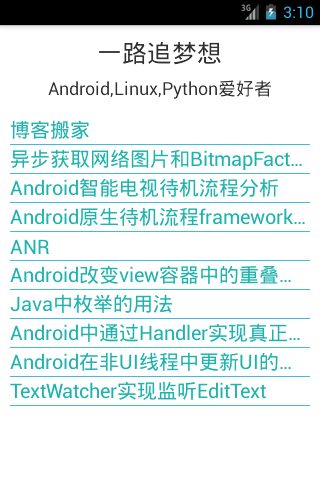 3G 3:10
一路追梦想
Android,Linux,Python爱好者
博客搬家
异步获取网络图片和BitmapFact...
Android智能电视待机流程分析
Android原生待机流程framework...
ANR
Android改变view容器中的重叠...
Java中枚举的用法
Android中通过Handler实现真正...
Android在非UI线程中更新UI的...
TextWatcher实现监听EditText